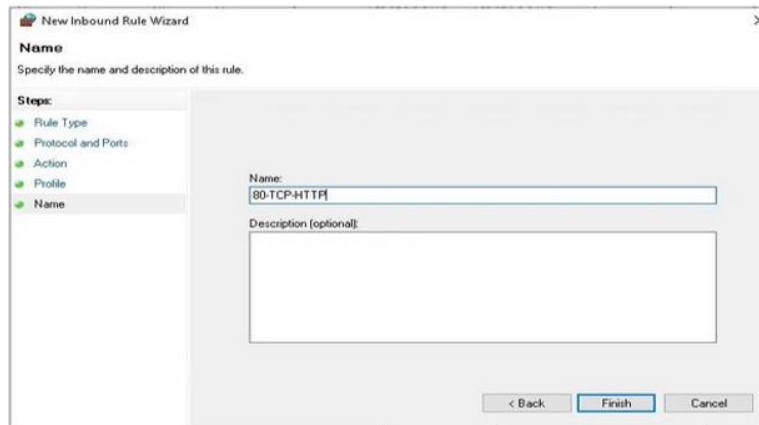 New Inbound Rule Wizard
Name
Specify the name and description of this rule.
Steps:
Rule Type
Protocol and Ports
Action
Profile
Name
Name:
80-TCP-HTTP
Description (optional):
< Back
Finish
Cancel